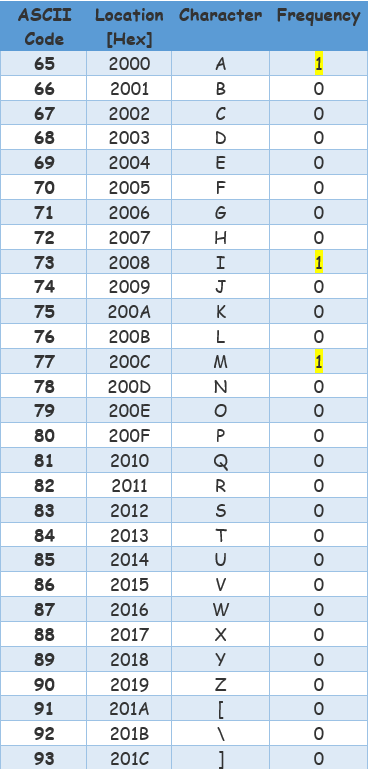 ASCII Code Location [Hex] Character Frequency
65 2000 A 1
66 2001 B 0
67 2002 C 0
68 2003 D 0
69 2004 E 0
70 2005 F 0
71 2006 G 0
72 2007 H 0
73 2008 I 1
74 2009 J 0
75 200A K 0
76 200B L 0
77 200C M 1
78 200D N 0
79 200E O 0
80 200F P 0
81 2010 Q 0
82 2011 R 0
83 2012 S 0
84 2013 T 0
85 2014 U 0
86 2015 V 0
87 2016 W 0
88 2017 X 0
89 2018 Y 0
90 2019 Z 0
91 201A [ 0
92 201B \ 0
93 201C ] 0